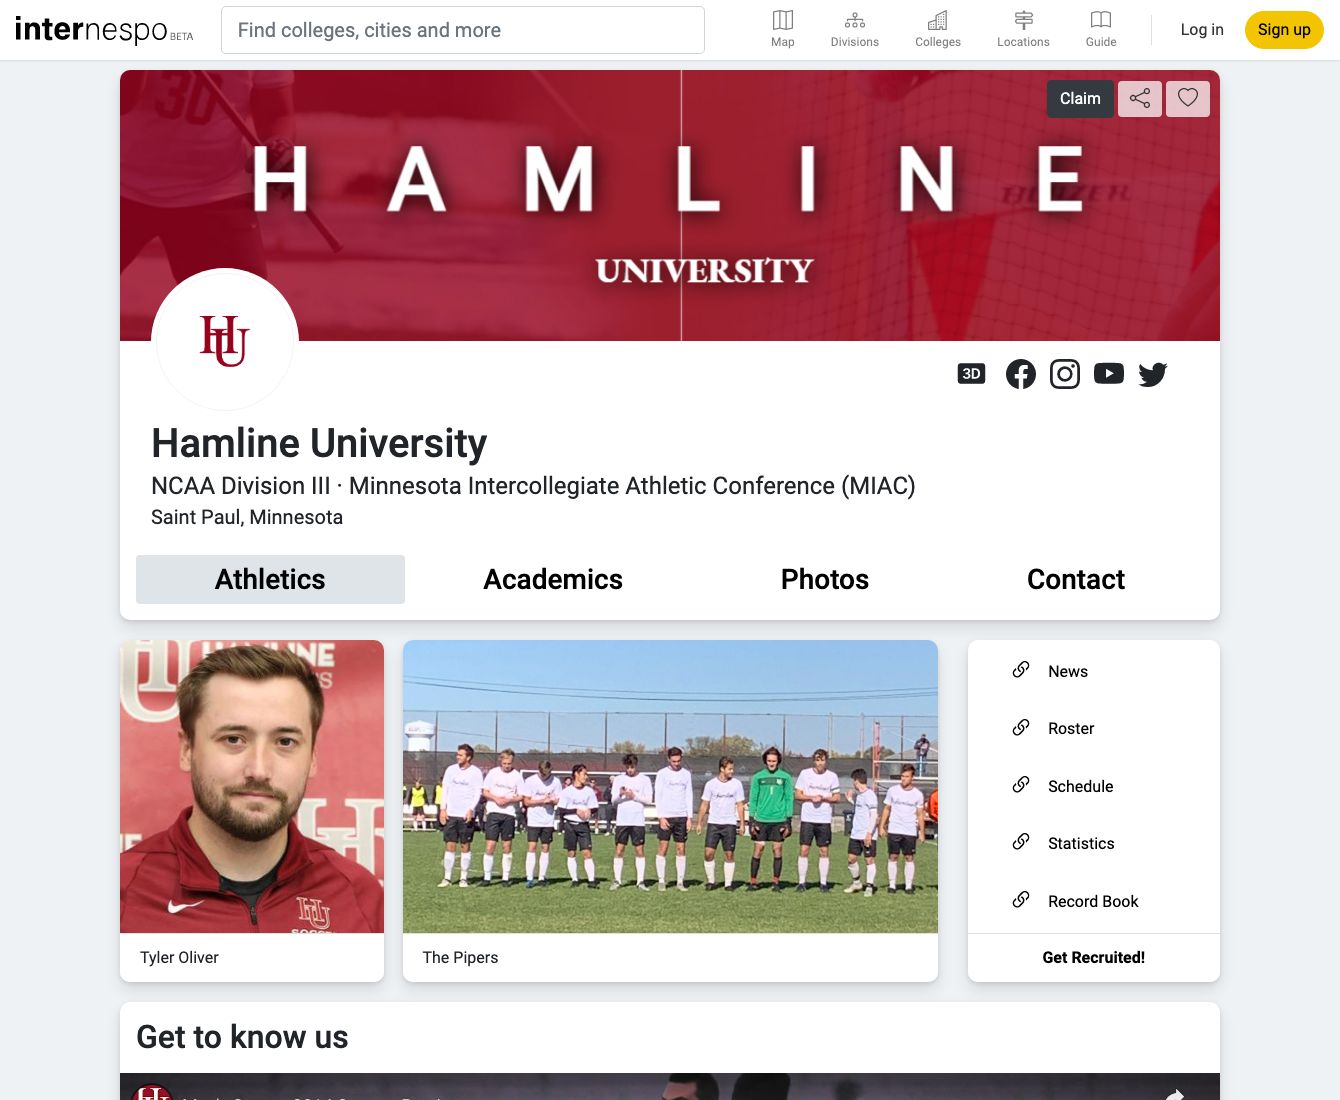 internespo BETA
Find colleges, cities and more
Map
Divisions
Colleges
Locations
Guide
Log in
Sign up
30
Claim
HAMLINE
UNIVERSITY
HU
3D
Hamline University
NCAA Division III · Minnesota Intercollegiate Athletic Conference (MIAC)
Saint Paul, Minnesota
Athletics
Academics
Photos
Contact
HU
Tyler Oliver
The Pipers
News
Roster
Schedule
Statistics
Record Book
Get Recruited!
Get to know us